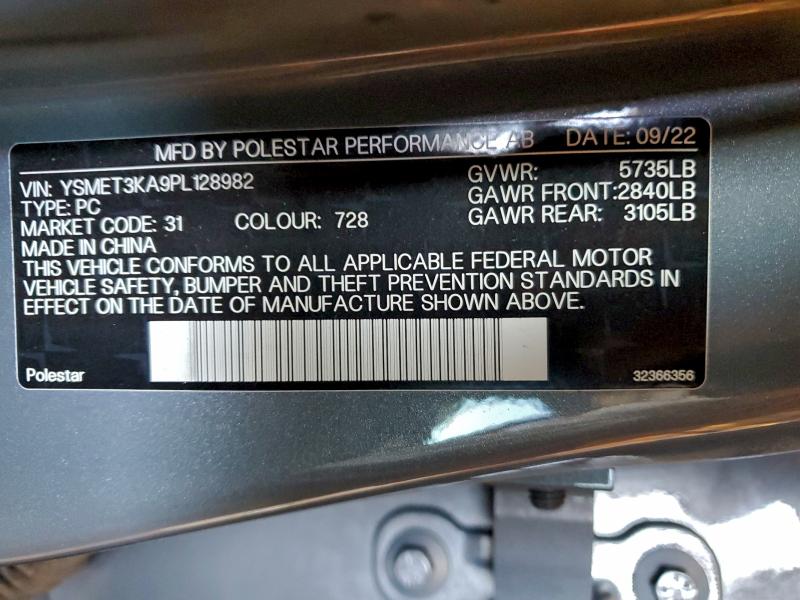 MFD BY POLESTAR PERFORMANCE AB DATE: 09/22
VIN: YSMET3KA9PL128982 GVWR: 5735LB
TYPE: PC GAWR FRONT:2840LB
MARKET CODE: 31 COLOUR: 728 GAWR REAR: 3105LB
MADE IN CHINA
THIS VEHICLE CONFORMS TO ALL APPLICABLE FEDERAL MOTOR
VEHICLE SAFETY, BUMPER AND THEFT PREVENTION STANDARDS IN
EFFECT ON THE DATE OF MANUFACTURE SHOWN ABOVE.
Polestar 32366356